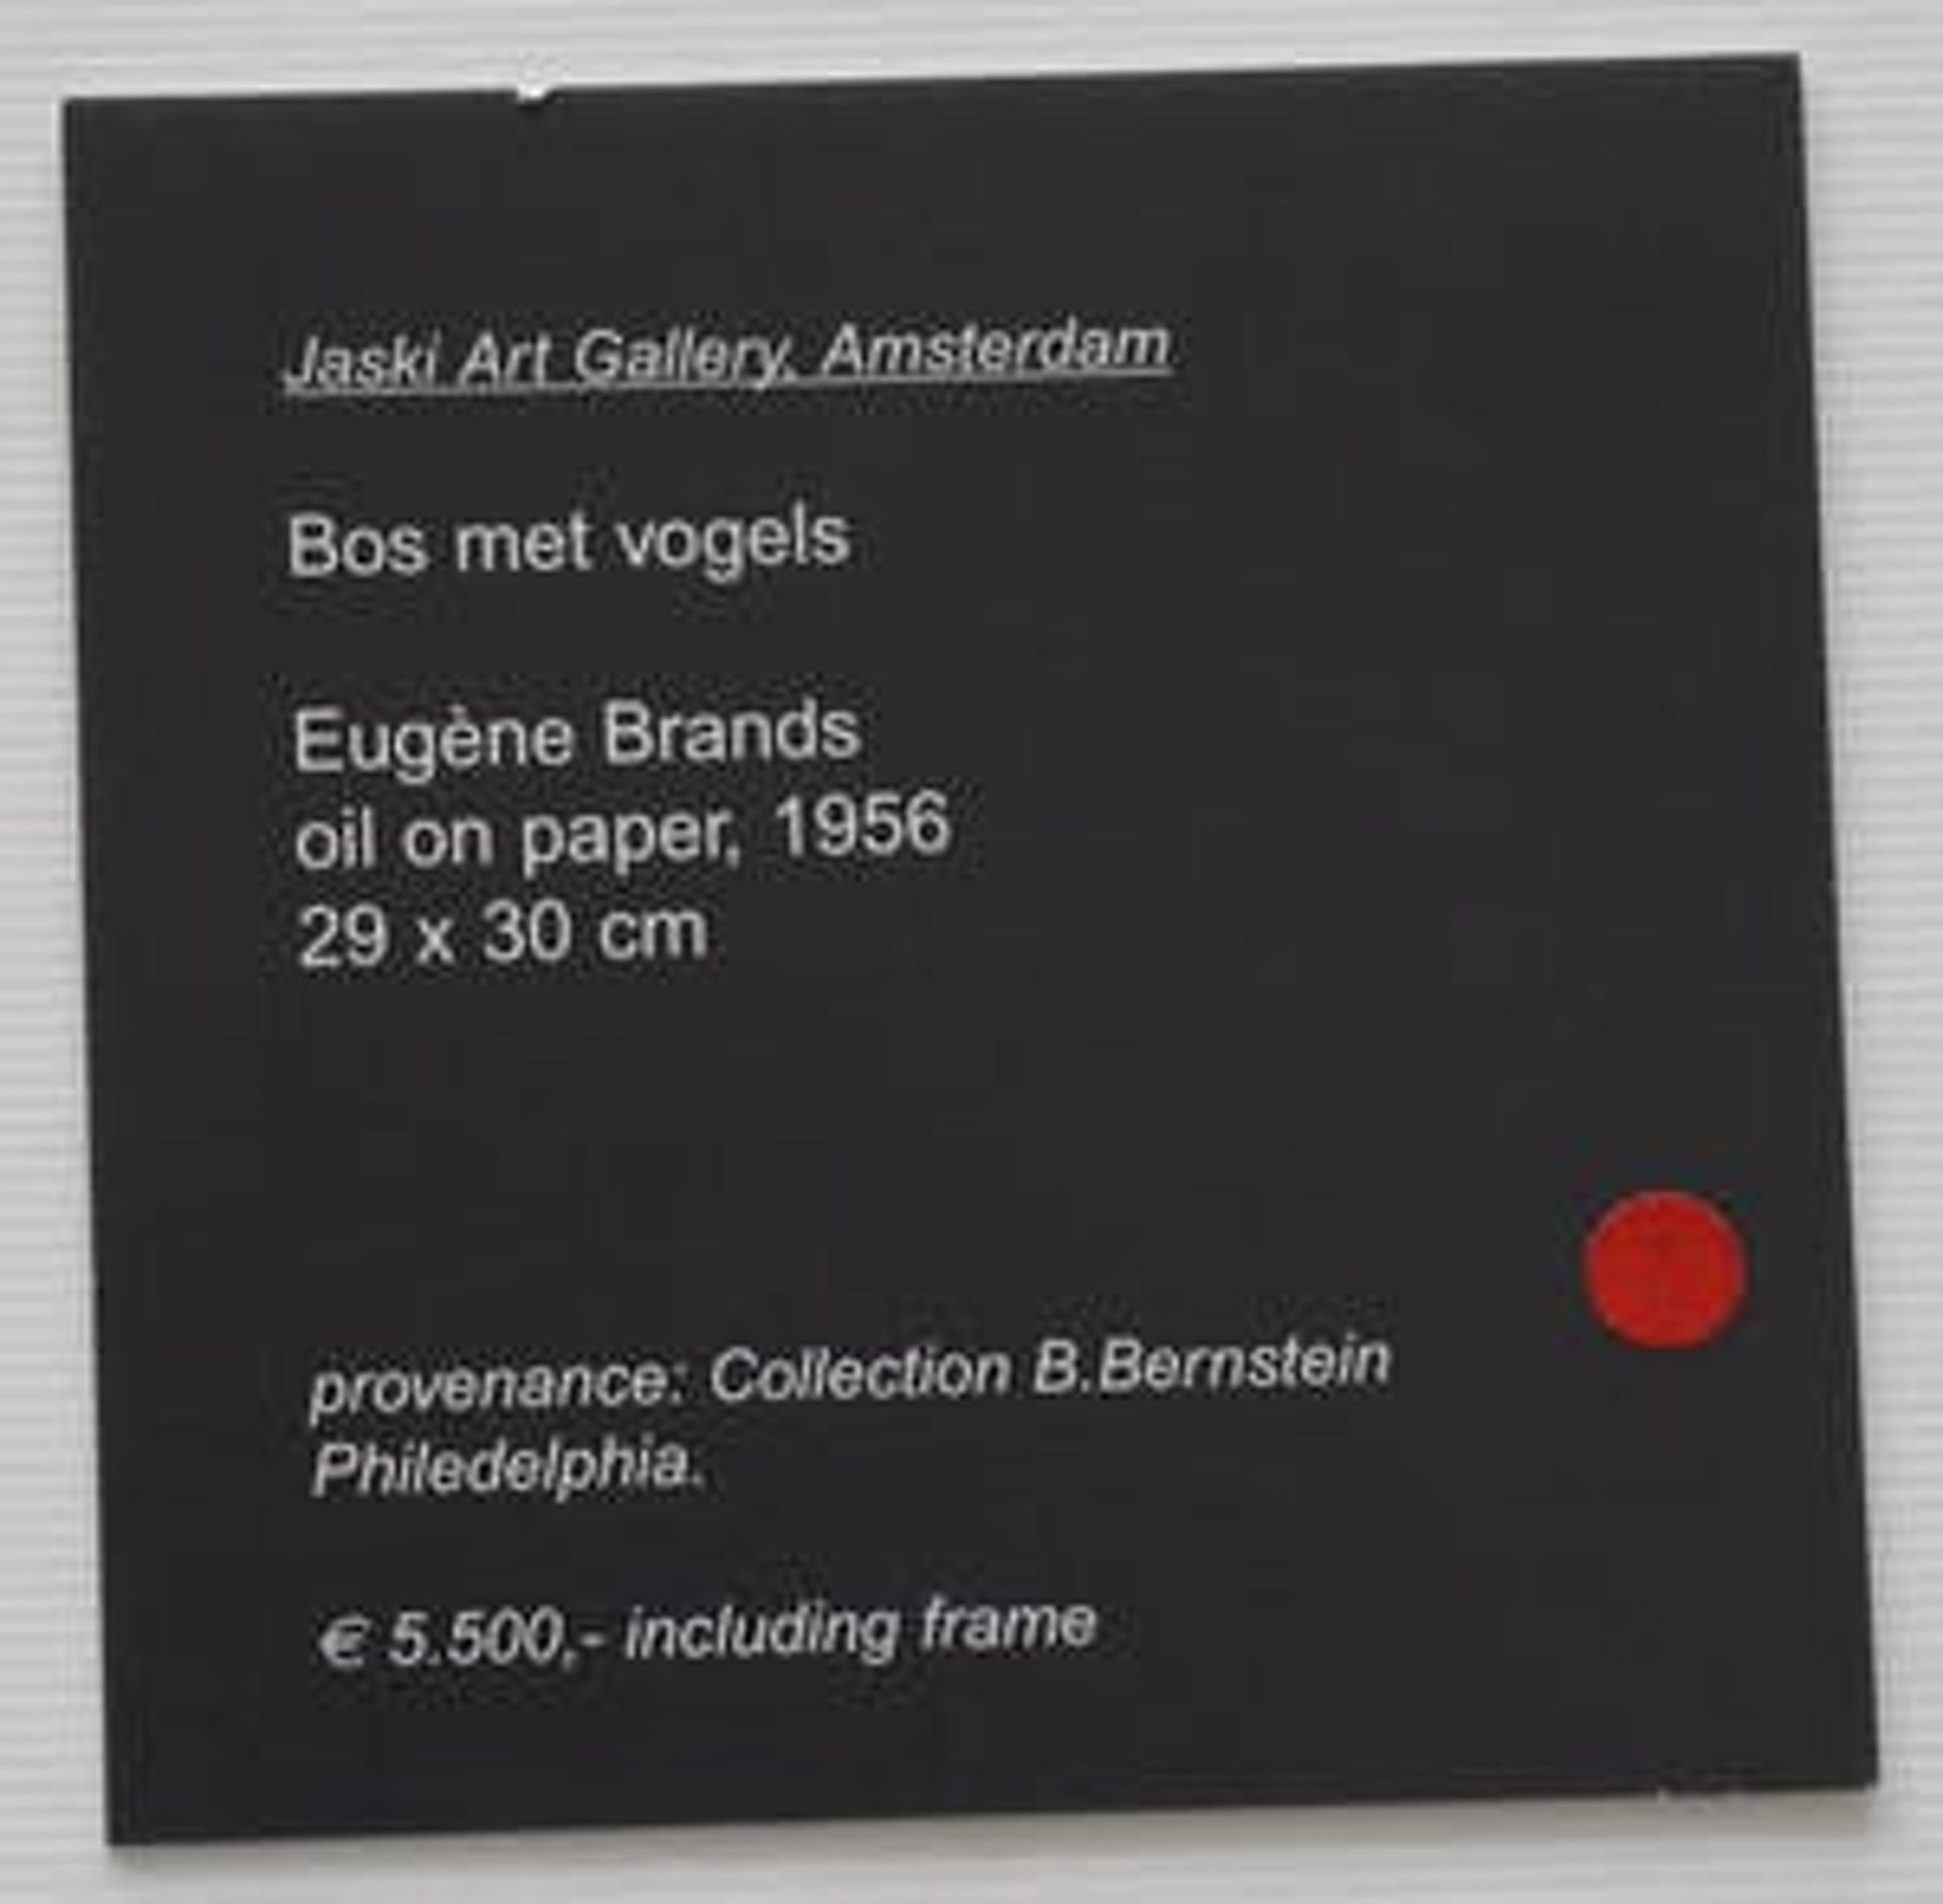 Jaski Art Gallery, Amsterdam
Bos met vogels
Eugène Brands
oil on paper, 1956
29 x 30 cm
provenance: Collection B.Bernstein
Philedelphia.
€ 5.500,- including frame